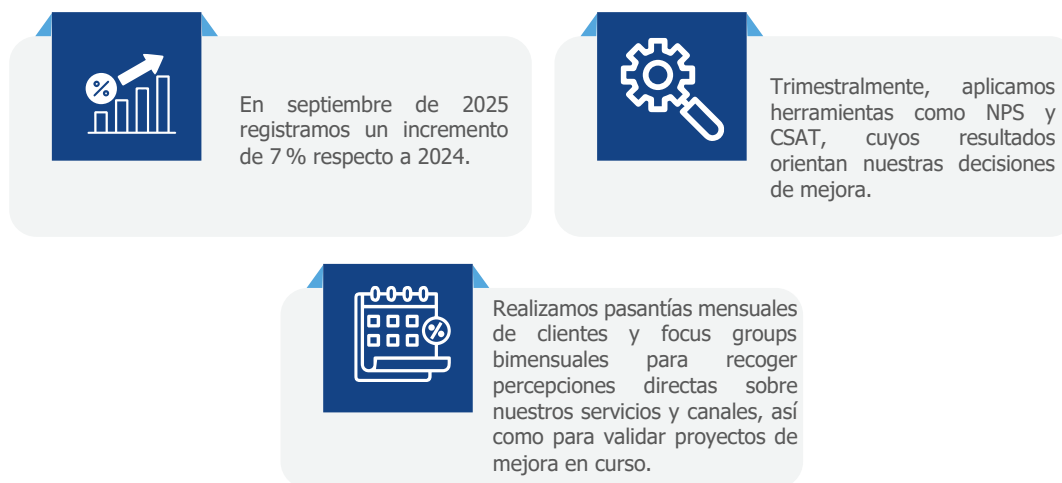 En septiembre de 2025
registramos un incremento
de 7 % respecto a 2024.
Trimestralmente, aplicamos
herramientas como NPS y
CSAT, cuyos resultados
orientan nuestras decisiones
de mejora.
Realizamos pasantías mensuales
de clientes y focus groups
bimensuales para recoger
percepciones directas sobre
nuestros servicios y canales, así
como para validar proyectos de
mejora en curso.